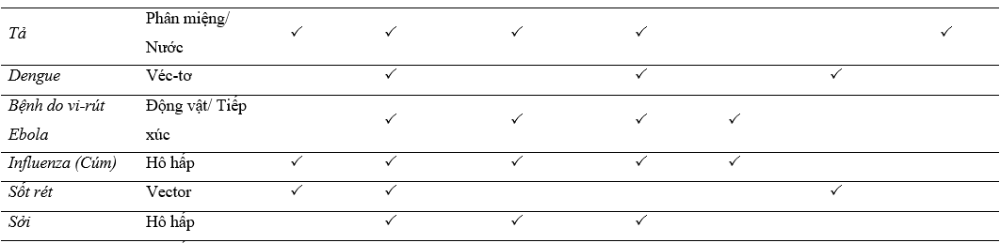 Tả Phân miệng/ Nước ✓ ✓ ✓ ✓ ✓
Dengue Véc-tơ ✓ ✓ ✓
Bệnh do vi-rút Ebola Động vật/ Tiếp xúc ✓ ✓ ✓ ✓
Influenza (Cúm) Hô hấp ✓ ✓ ✓ ✓ ✓
Sốt rét Vector ✓ ✓ ✓
Sởi Hô hấp ✓ ✓ ✓